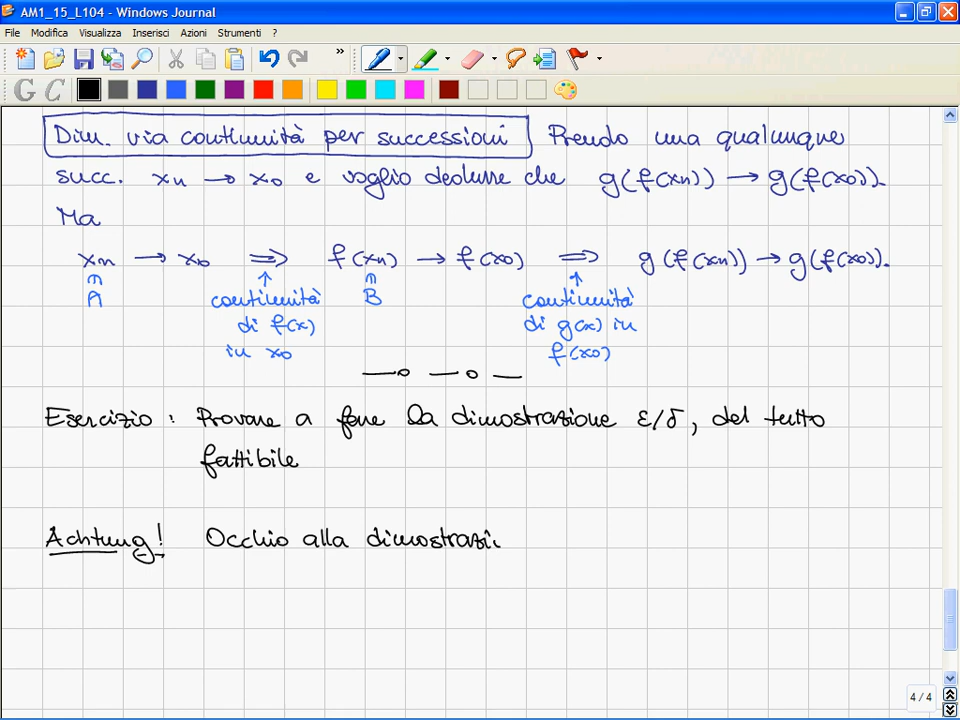 AM1_15_L104 - Windows Journal
File Modifica Visualizza Inserisci Azioni Strumenti ?
Dim. via continuità per successioni Prendo una qualunque
succ. xn → x0 e voglio dedurre che g(f(xn)) → g(f(x0)).
Ma
xn → x0 ⇒ f(xn) → f(x0) ⇒ g(f(xn)) → g(f(x0)).
∩ ↑ ∩ ↑
A continuità B continuità
di f(x) di g(x) in
in x0 f(x0)
—o —o —
Esercizio : Provare a fare la dimostrazione ε/δ, del tutto
fattibile
Achtung! Occhio alla dimostrazi
4 / 4